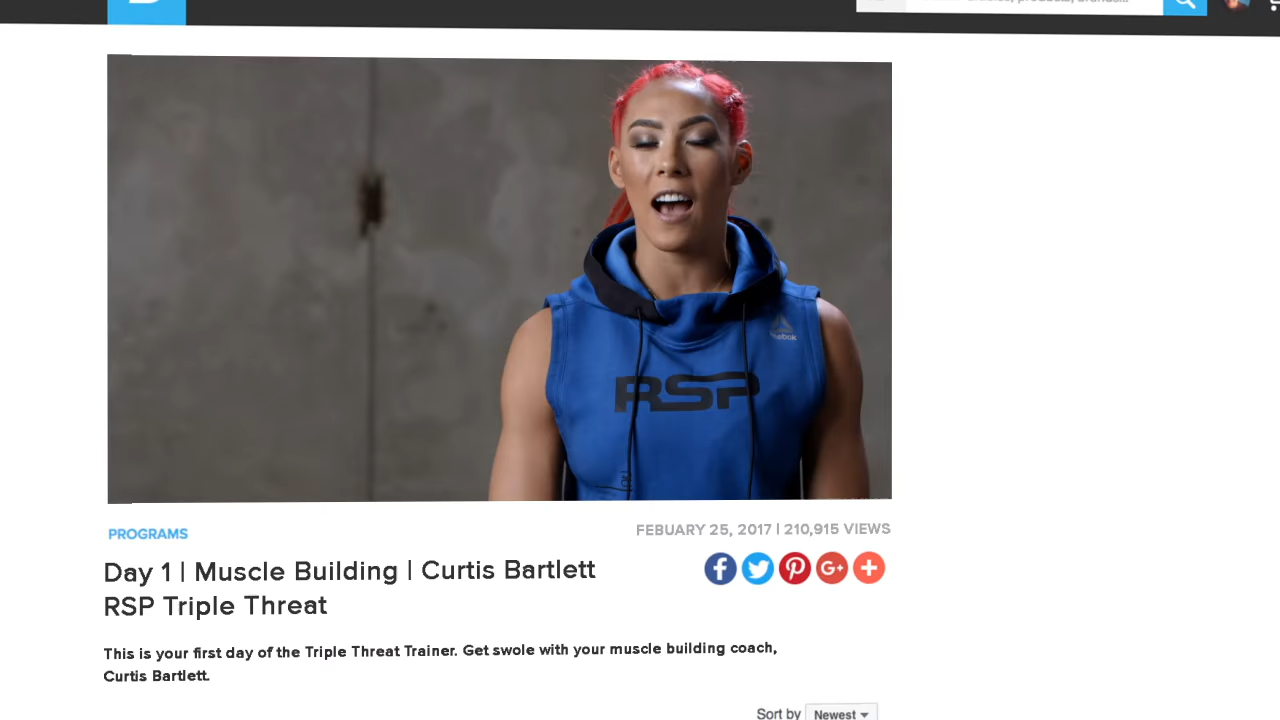 Reebok
RSP
PROGRAMS
FEBUARY 25, 2017 | 210,915 VIEWS
Day 1 | Muscle Building | Curtis Bartlett
RSP Triple Threat
This is your first day of the Triple Threat Trainer. Get swole with your muscle building coach,
Curtis Bartlett.
Sort by Newest